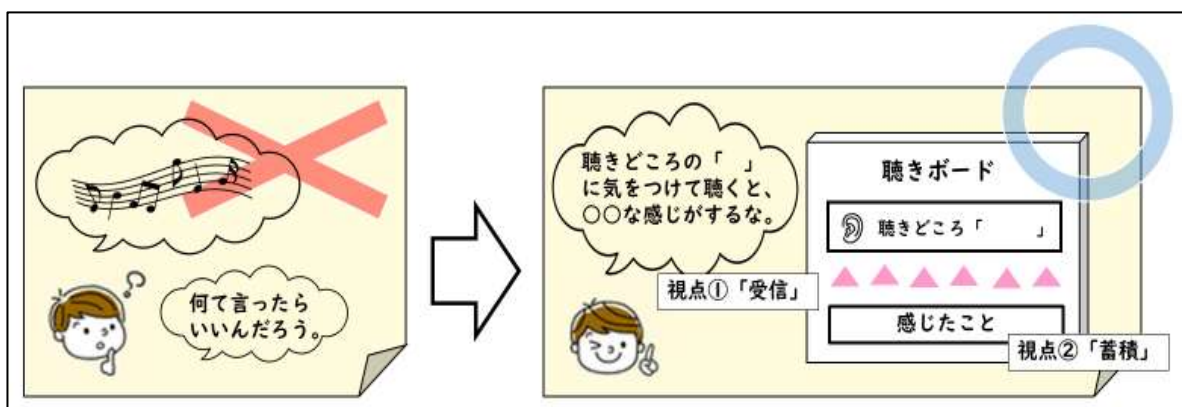 何て言ったら
いいんだろう。
聴きどころの「　」
に気をつけて聴くと、
○○な感じがするな。
視点①「受信」
聴きボード
聴きどころ「　　」
感じたこと
視点②「蓄積」